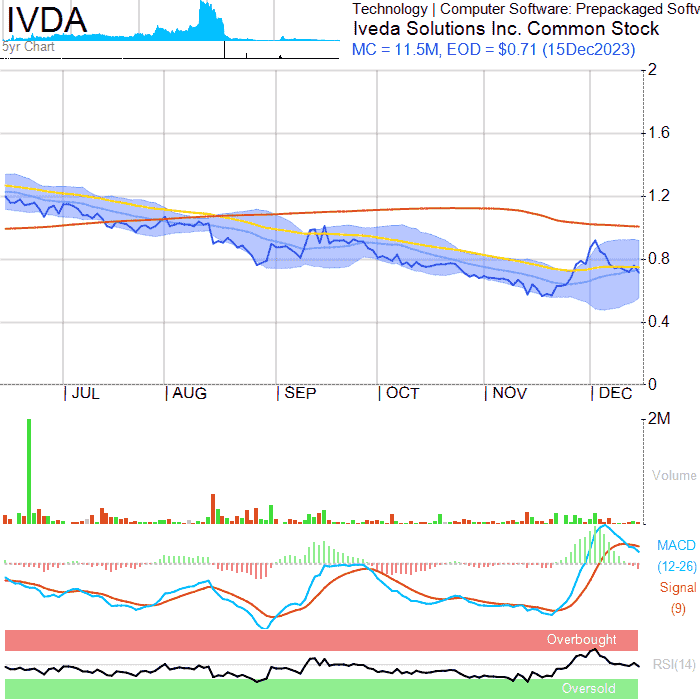 IVDA
5yr Chart
Technology | Computer Software: Prepackaged Softw
Iveda Solutions Inc. Common Stock
MC = 11.5M, EOD = $0.71 (15Dec2023)
2
1.6
1.2
0.8
0.4
0
JUL
AUG
SEP
OCT
NOV
DEC
2M
Volume
MACD
(12-26)
Signal
(9)
Overbought
RSI(14)
Oversold